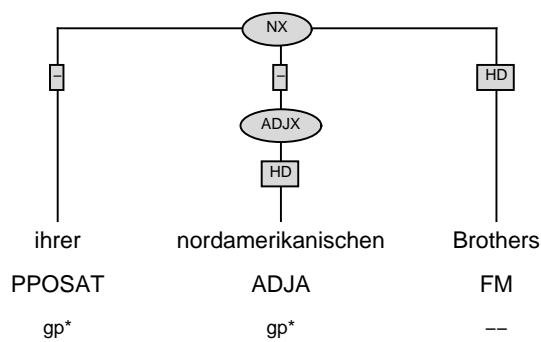 NX
– – HD
ADJX
HD
ihrer nordamerikanischen Brothers
PPOSAT ADJA FM
gp* gp* −−